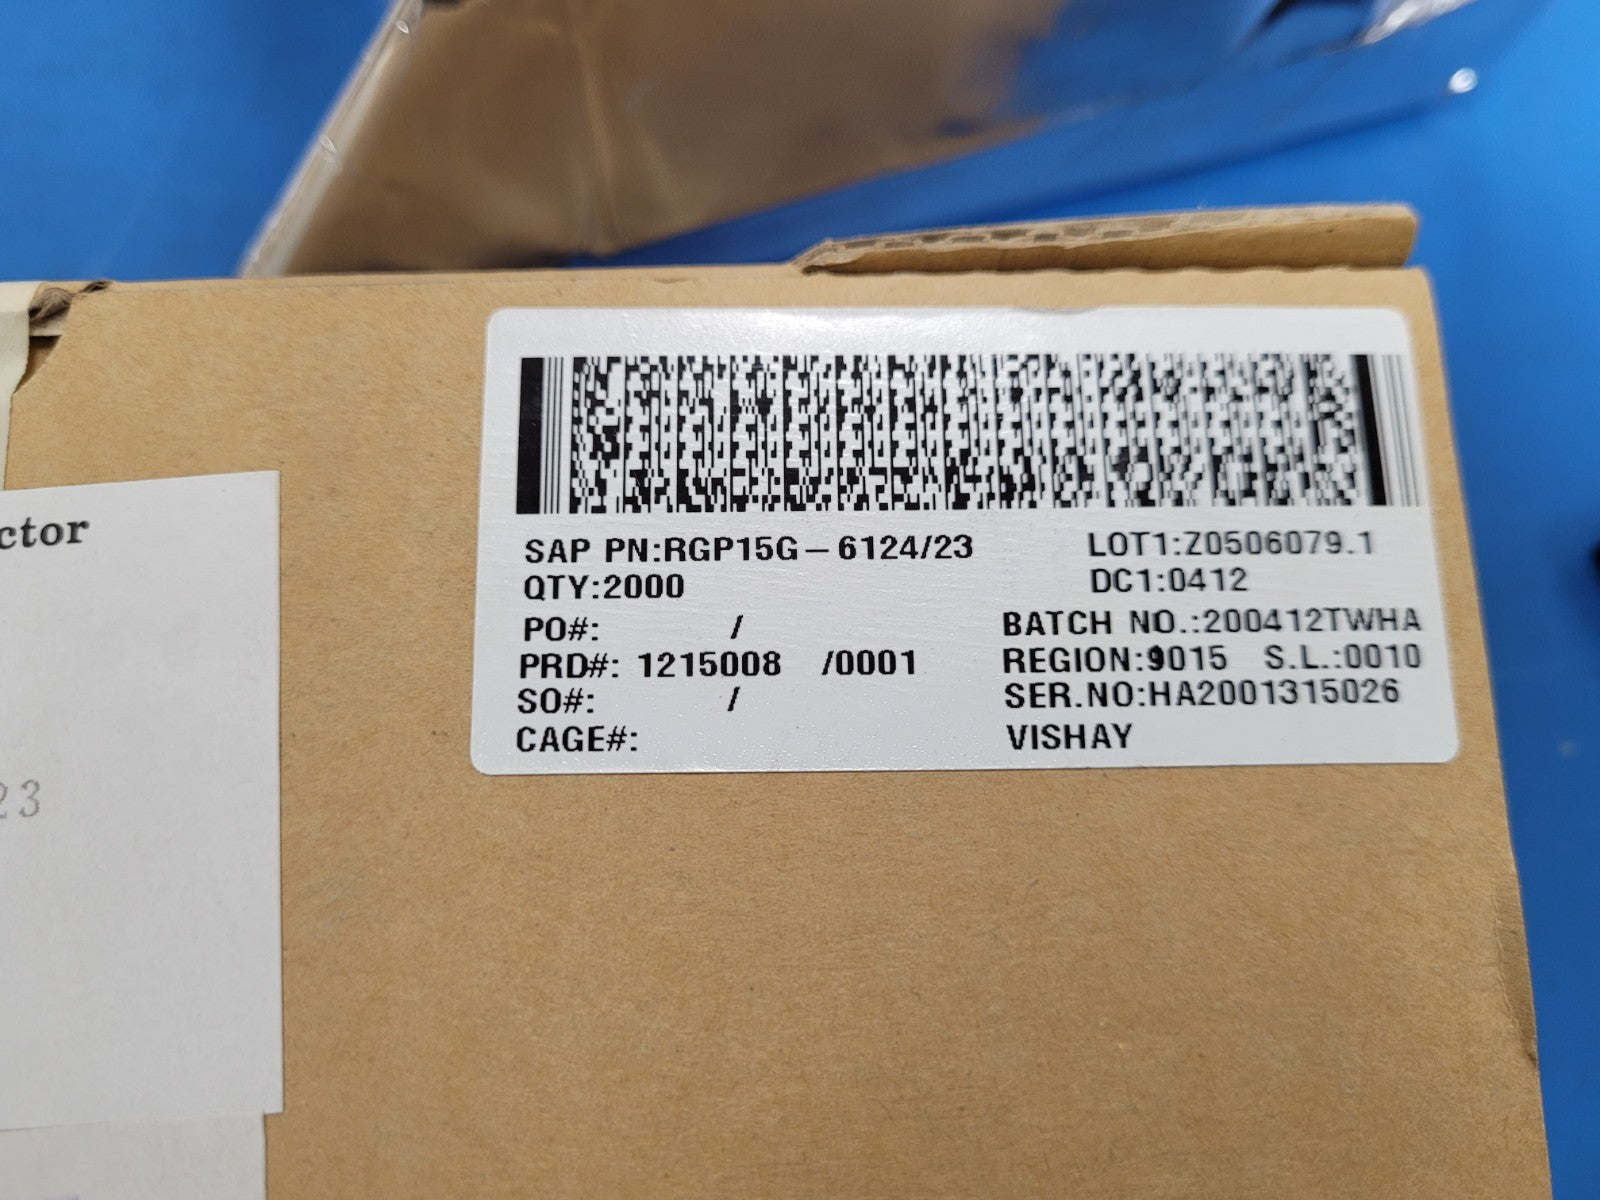 SAP PN:RGP15G-6124/23 LOT1:Z0506079.1
QTY:2000 DC1:0412
PO#: / BATCH NO.:200412TWHA
PRD#: 1215008 /0001 REGION:9015 S.L.:0010
SO#: / SER.NO:HA2001315026
CAGE#: VISHAY
ctor
23